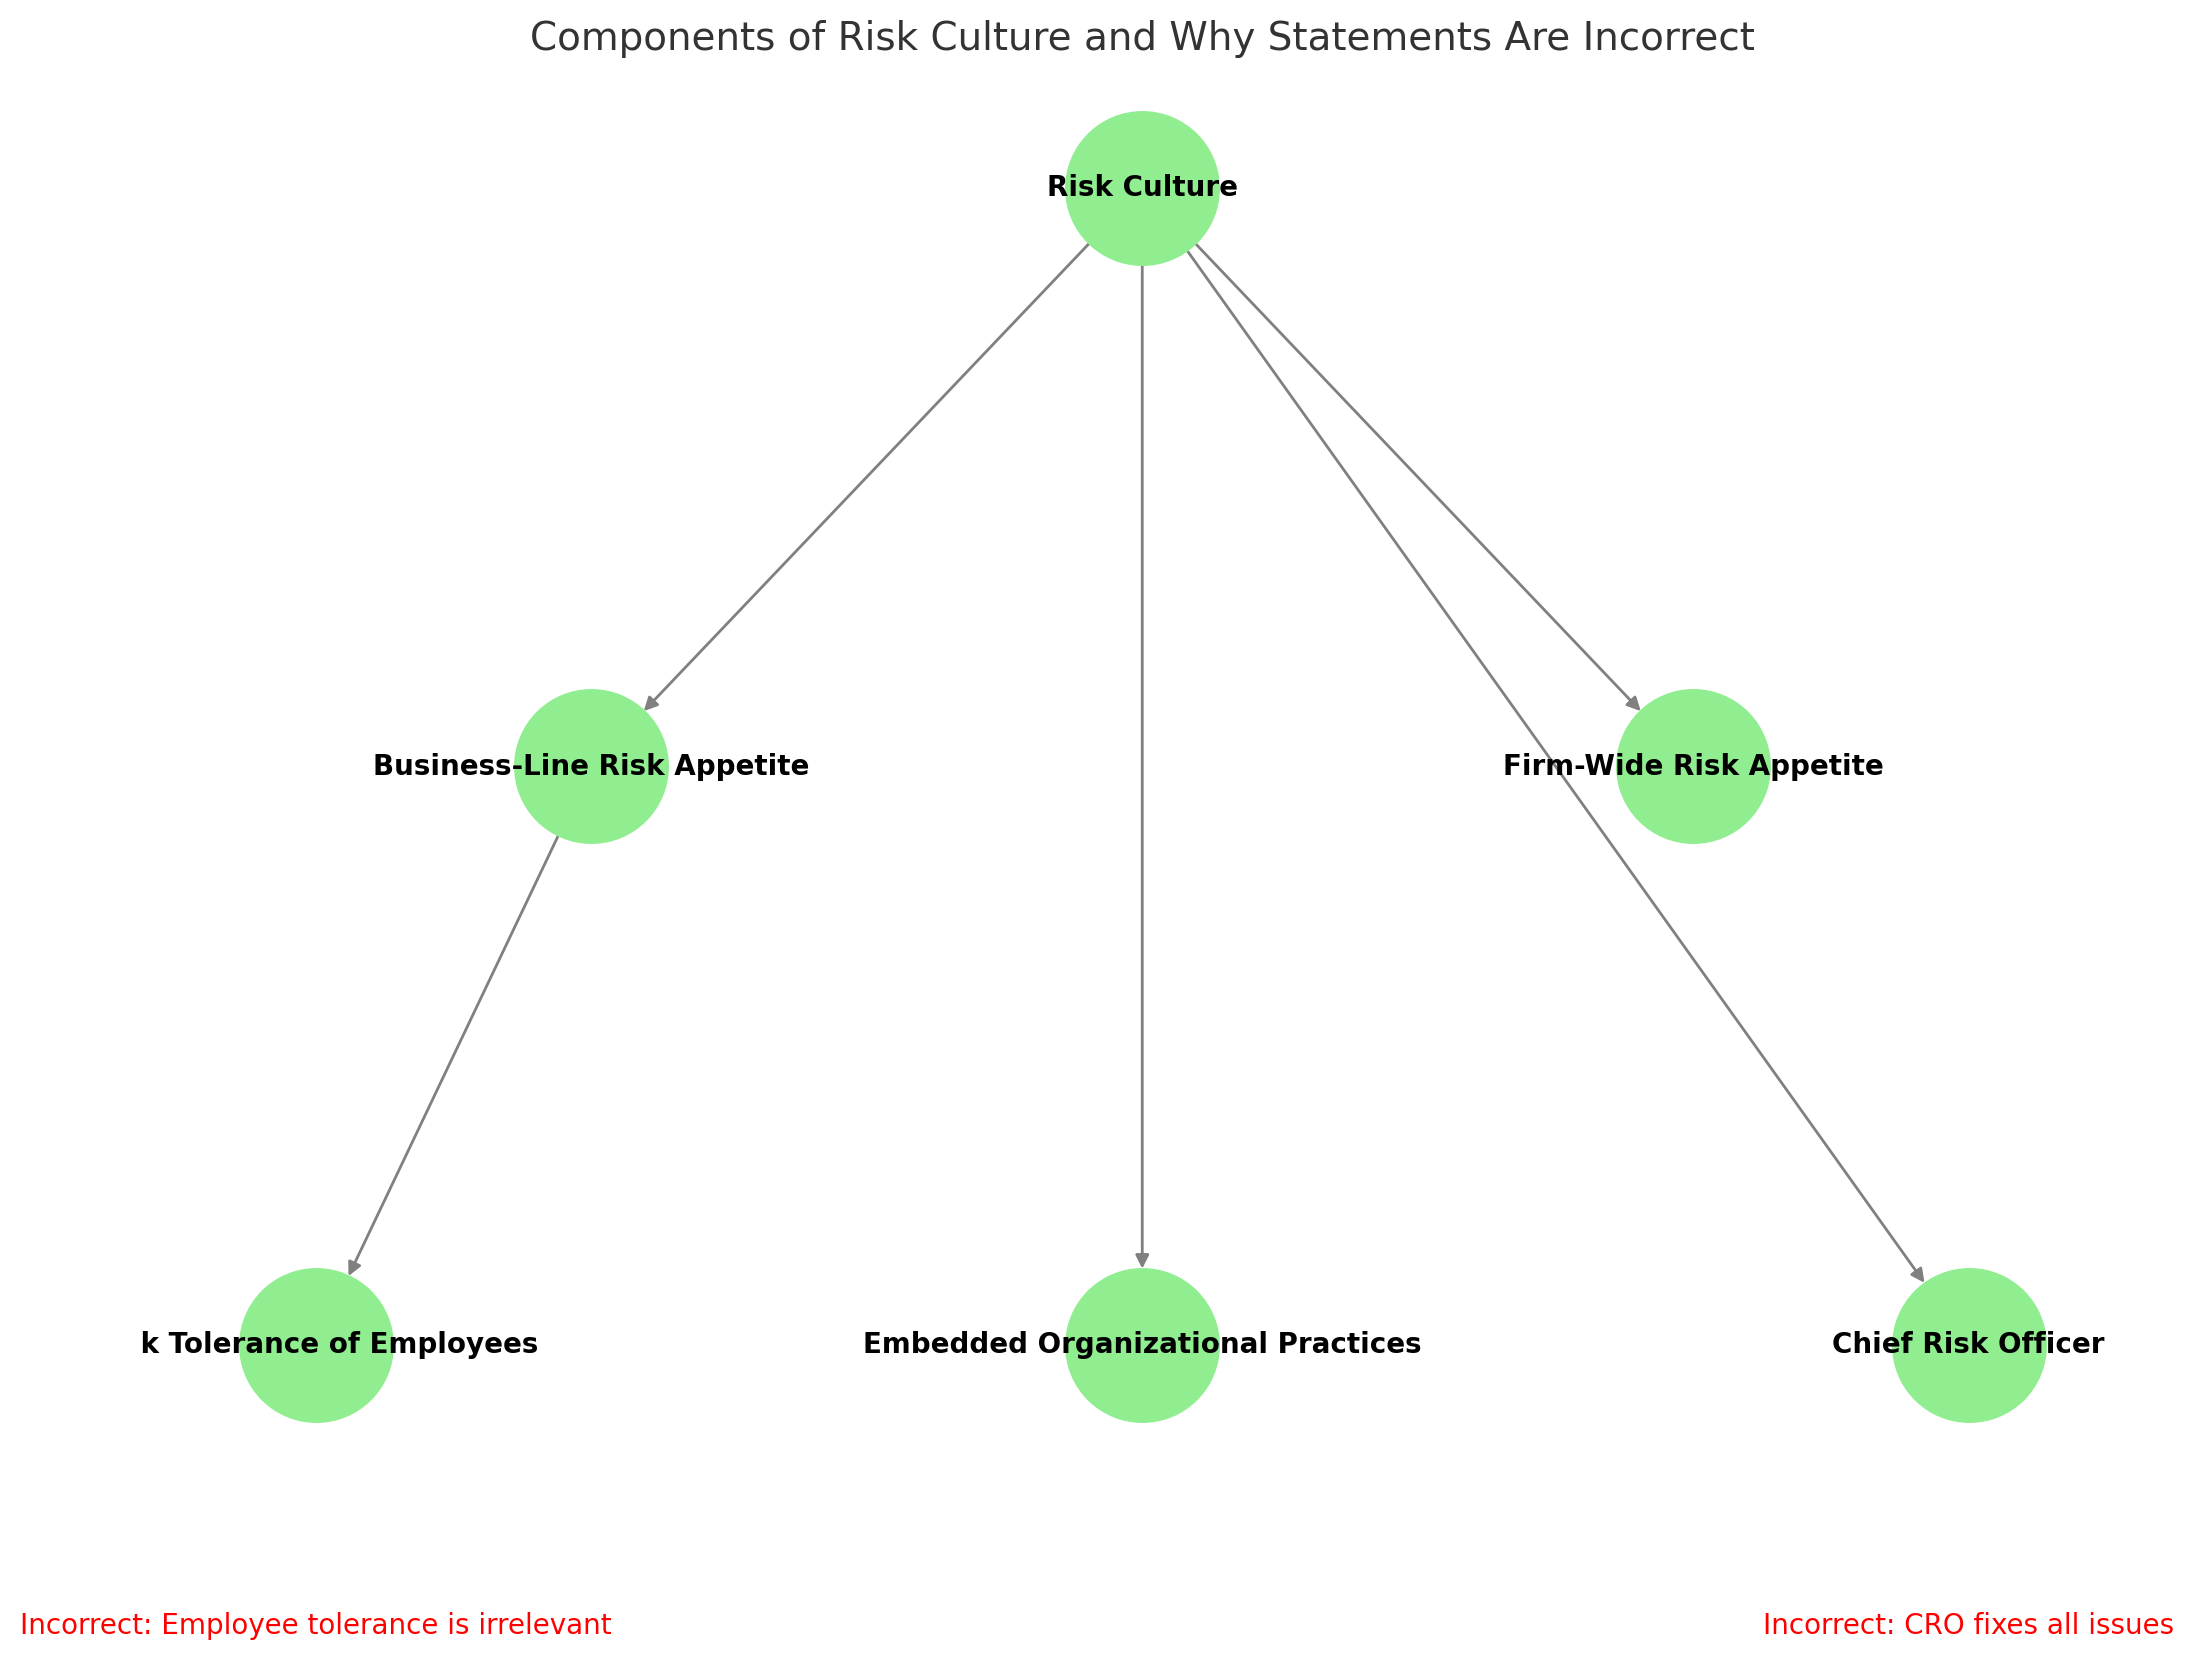 Components of Risk Culture and Why Statements Are Incorrect
Risk Culture
Business-Line Risk Appetite
Firm-Wide Risk Appetite
k Tolerance of Employees
Embedded Organizational Practices
Chief Risk Officer
Incorrect: Employee tolerance is irrelevant
Incorrect: CRO fixes all issues